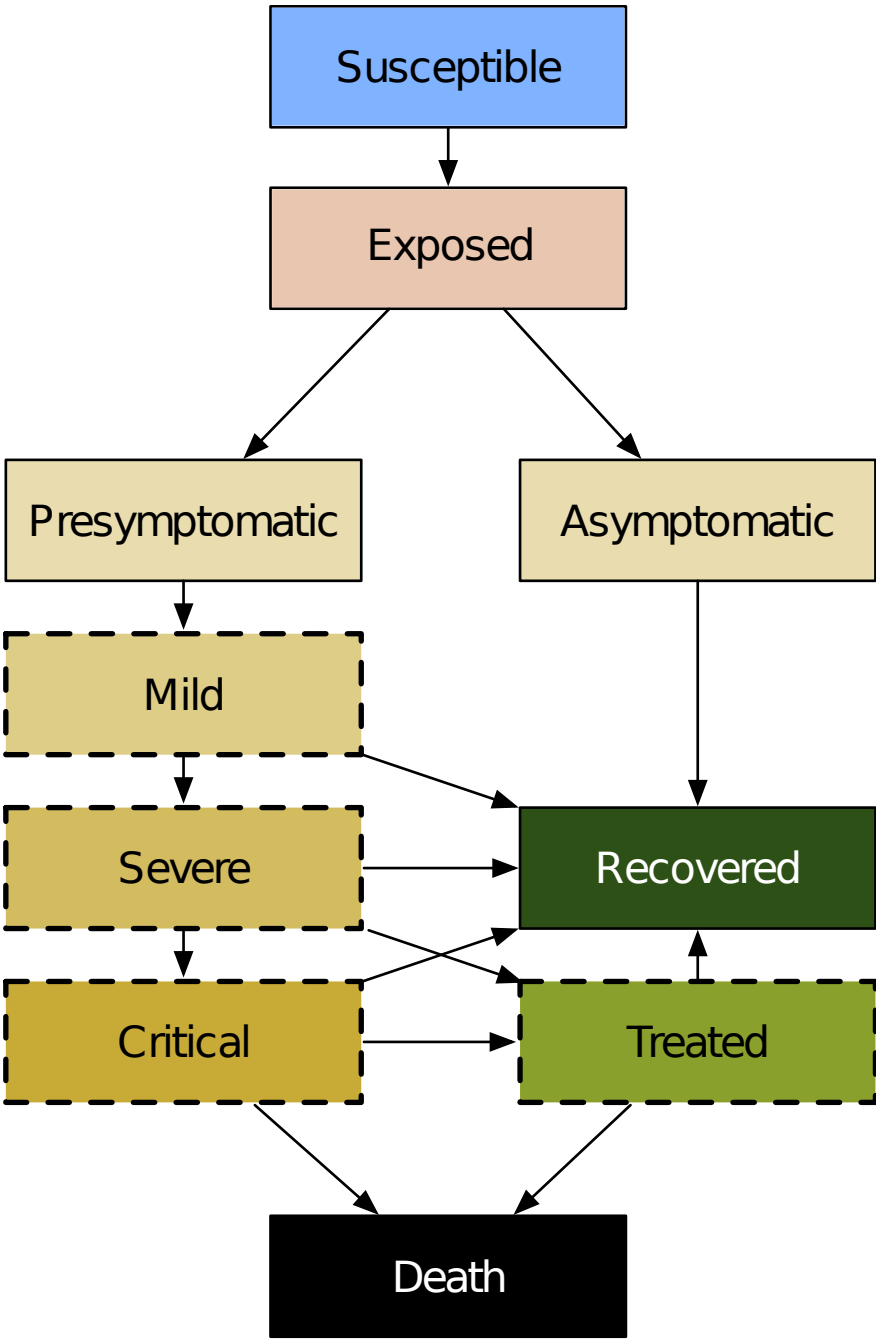 Susceptible
Exposed
Presymptomatic
Asymptomatic
Mild
Severe
Recovered
Critical
Treated
Death